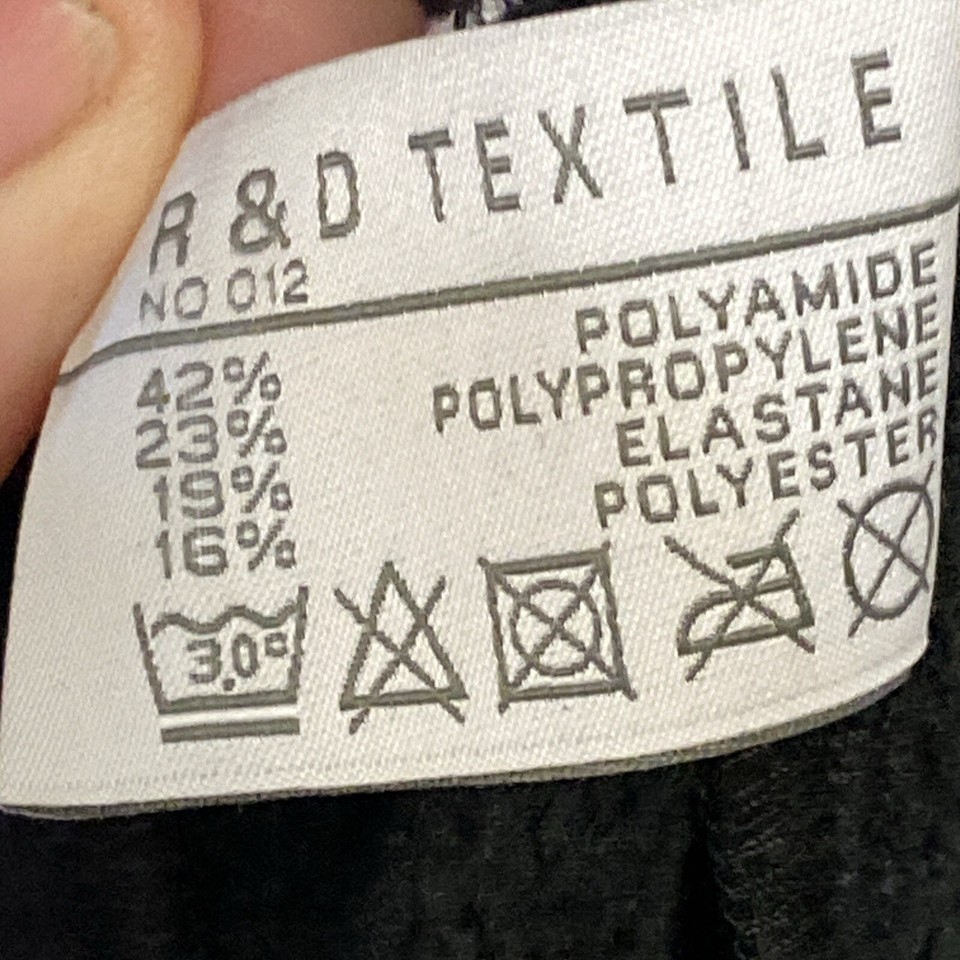 R & D TEXTILE
NO 012
42% POLYAMIDE
23% POLYPROPYLENE
19% ELASTANE
16% POLYESTER
30°